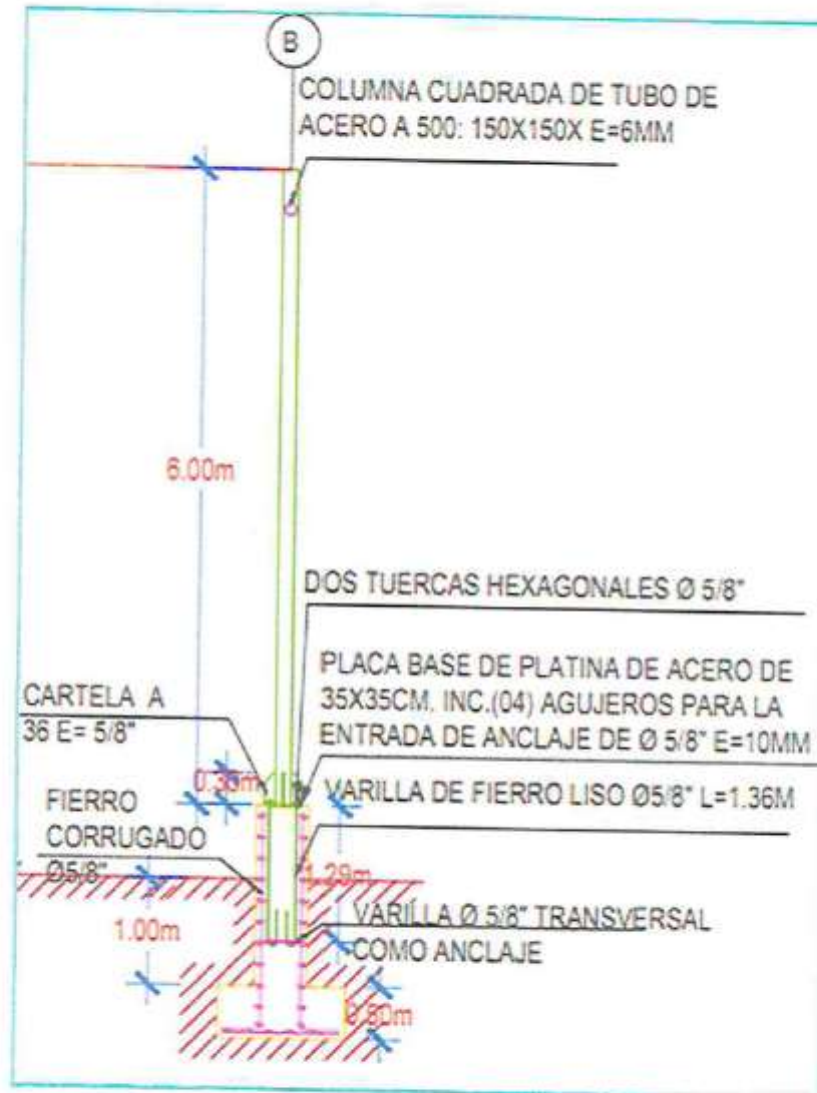 B
COLUMNA CUADRADA DE TUBO DE
ACERO A 500: 150X150X E=6MM
6.00m
DOS TUERCAS HEXAGONALES Ø 5/8"
PLACA BASE DE PLATINA DE ACERO DE
35X35CM. INC.(04) AGUJEROS PARA LA
ENTRADA DE ANCLAJE DE Ø 5/8" E=10MM
CARTELA A
36 E= 5/8"
VARILLA DE FIERRO LISO Ø5/8" L=1.36M
FIERRO
CORRUGADO
Ø5/8"
1.29m
1.00m
VARILLA Ø 5/8" TRANSVERSAL
COMO ANCLAJE